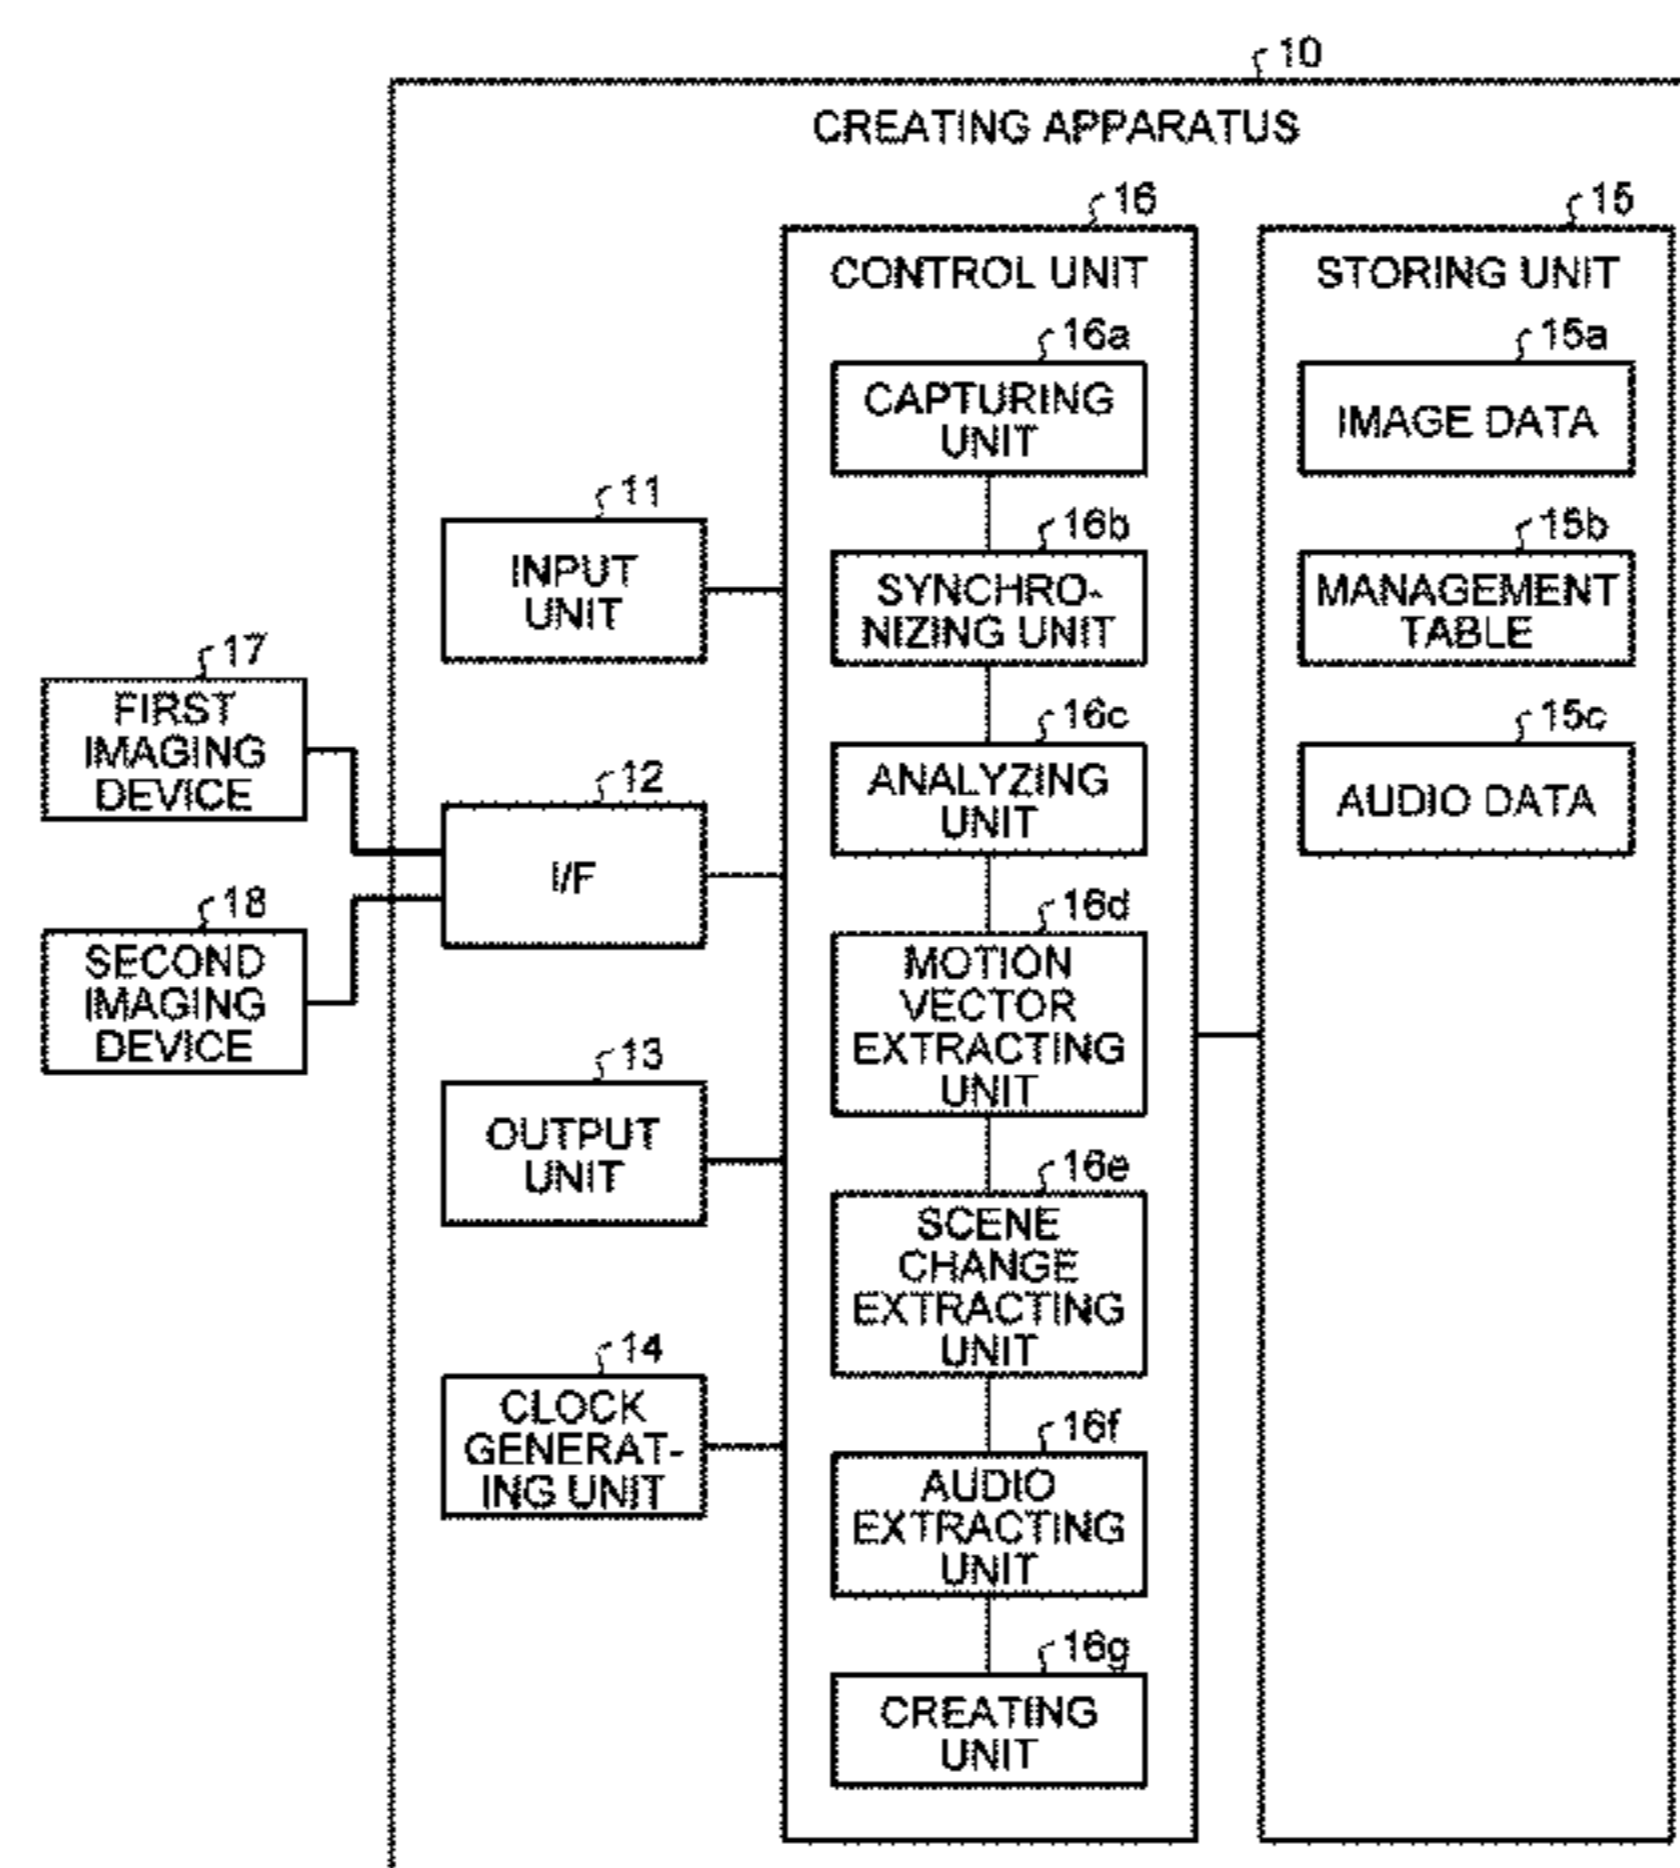 10
CREATING APPARATUS
16
CONTROL UNIT
16a
CAPTURING
UNIT
16b
SYNCHRO-
NIZING UNIT
16c
ANALYZING
UNIT
16d
MOTION
VECTOR
EXTRACTING
UNIT
16e
SCENE
CHANGE
EXTRACTING
UNIT
16f
AUDIO
EXTRACTING
UNIT
16g
CREATING
UNIT
15
STORING UNIT
15a
IMAGE DATA
15b
MANAGEMENT
TABLE
15c
AUDIO DATA
11
INPUT
UNIT
12
I/F
13
OUTPUT
UNIT
14
CLOCK
GENERAT-
ING UNIT
17
FIRST
IMAGING
DEVICE
18
SECOND
IMAGING
DEVICE